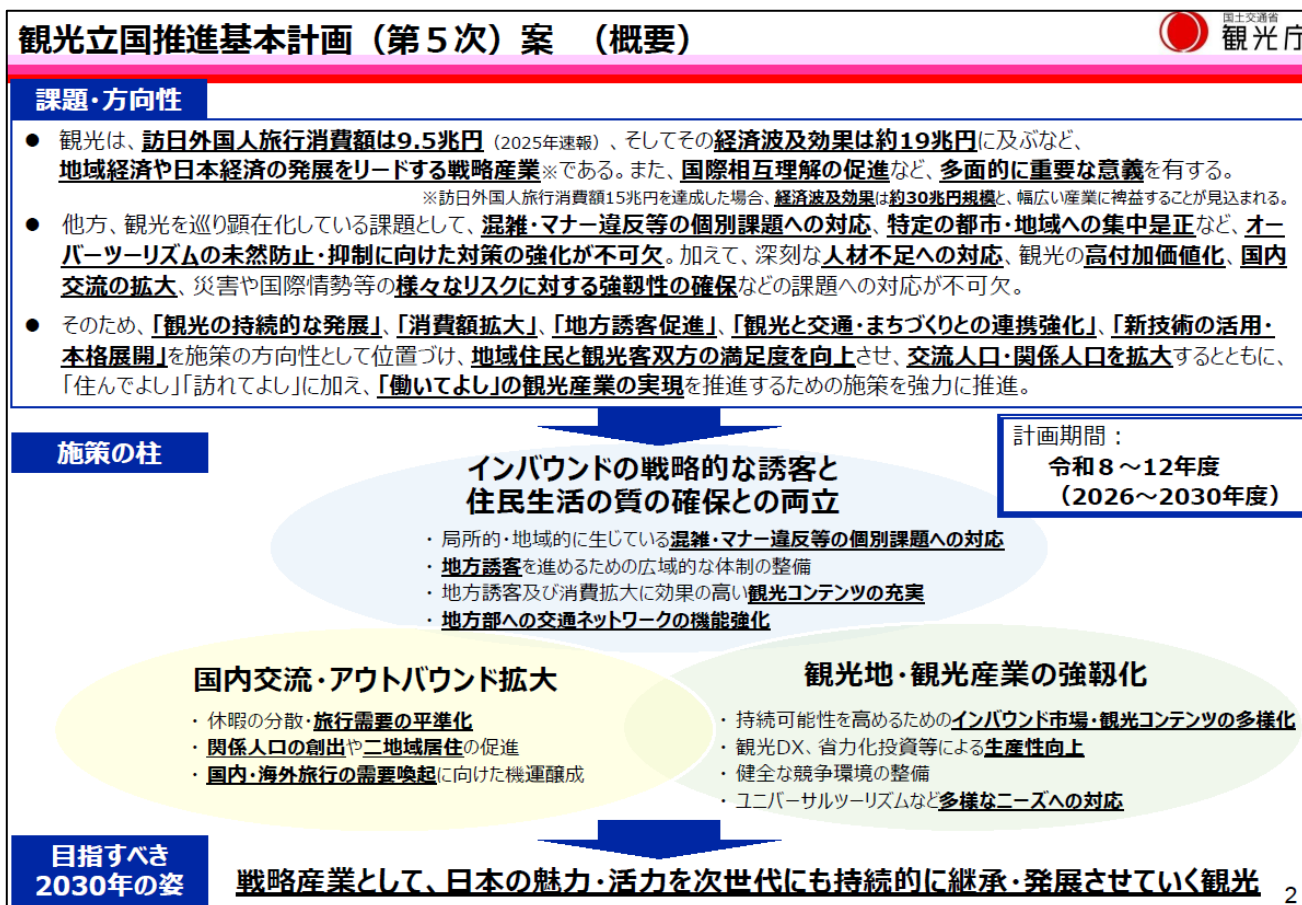 観光立国推進基本計画（第５次）案　（概要）
国土交通省
観光庁
課題・方向性
● 観光は、訪日外国人旅行消費額は9.5兆円（2025年速報）、そしてその経済波及効果は約19兆円に及ぶなど、
地域経済や日本経済の発展をリードする戦略産業※である。また、国際相互理解の促進など、多面的に重要な意義を有する。
※訪日外国人旅行消費額15兆円を達成した場合、経済波及効果は約30兆円規模と、幅広い産業に裨益することが見込まれる。
● 他方、観光を巡り顕在化している課題として、混雑・マナー違反等の個別課題への対応、特定の都市・地域への集中是正など、オー
バーツーリズムの未然防止・抑制に向けた対策の強化が不可欠。加えて、深刻な人材不足への対応、観光の高付加価値化、国内
交流の拡大、災害や国際情勢等の様々なリスクに対する強靱性の確保などの課題への対応が不可欠。
● そのため、「観光の持続的な発展」、「消費額拡大」、「地方誘客促進」、「観光と交通・まちづくりとの連携強化」、「新技術の活用・
本格展開」を施策の方向性として位置づけ、地域住民と観光客双方の満足度を向上させ、交流人口・関係人口を拡大するとともに、
「住んでよし」「訪れてよし」に加え、「働いてよし」の観光産業の実現を推進するための施策を強力に推進。
施策の柱
計画期間：
令和８～12年度
（2026～2030年度）
インバウンドの戦略的な誘客と
住民生活の質の確保との両立
・局所的・地域的に生じている混雑・マナー違反等の個別課題への対応
・地方誘客を進めるための広域的な体制の整備
・地方誘客及び消費拡大に効果の高い観光コンテンツの充実
・地方部への交通ネットワークの機能強化
国内交流・アウトバウンド拡大
・休暇の分散・旅行需要の平準化
・関係人口の創出や二地域居住の促進
・国内・海外旅行の需要喚起に向けた機運醸成
観光地・観光産業の強靱化
・持続可能性を高めるためのインバウンド市場・観光コンテンツの多様化
・観光DX、省力化投資等による生産性向上
・健全な競争環境の整備
・ユニバーサルツーリズムなど多様なニーズへの対応
目指すべき
2030年の姿
戦略産業として、日本の魅力・活力を次世代にも持続的に継承・発展させていく観光
2